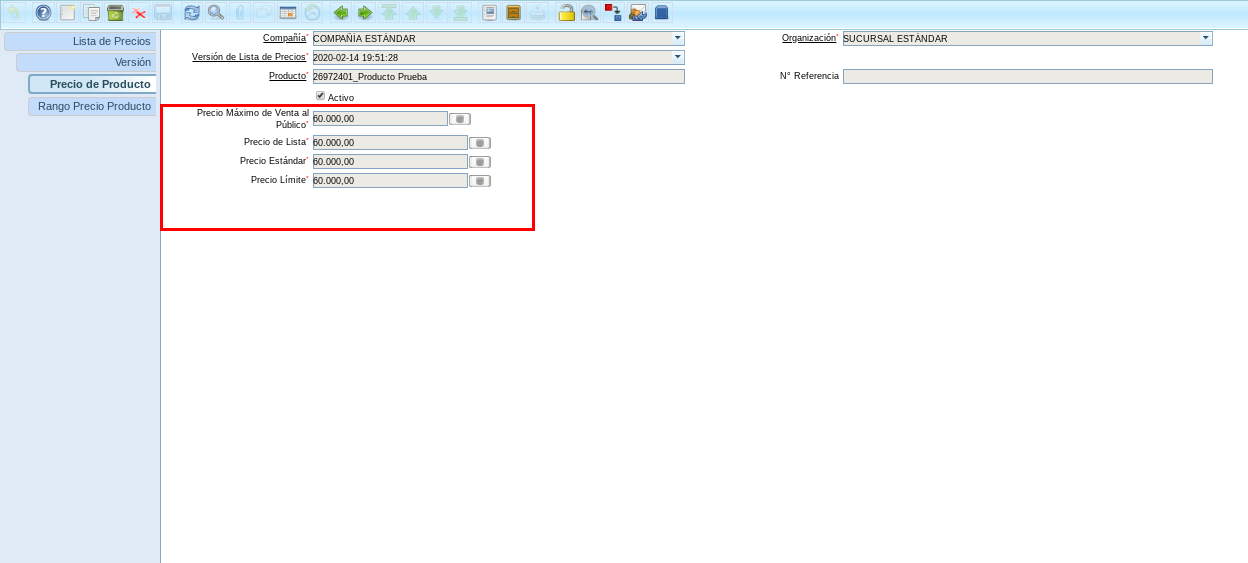 Lista de Precios
Versión
Precio de Producto
Rango Precio Producto
Compañía* COMPAÑÍA ESTÁNDAR Organización* SUCURSAL ESTÁNDAR
Versión de Lista de Precios* 2020-02-14 19:51:28
Producto* 26972401_Producto Prueba N° Referencia
Activo
Precio Máximo de Venta al
Público* 60.000,00
Precio de Lista* 60.000,00
Precio Estándar* 60.000,00
Precio Límite* 60.000,00